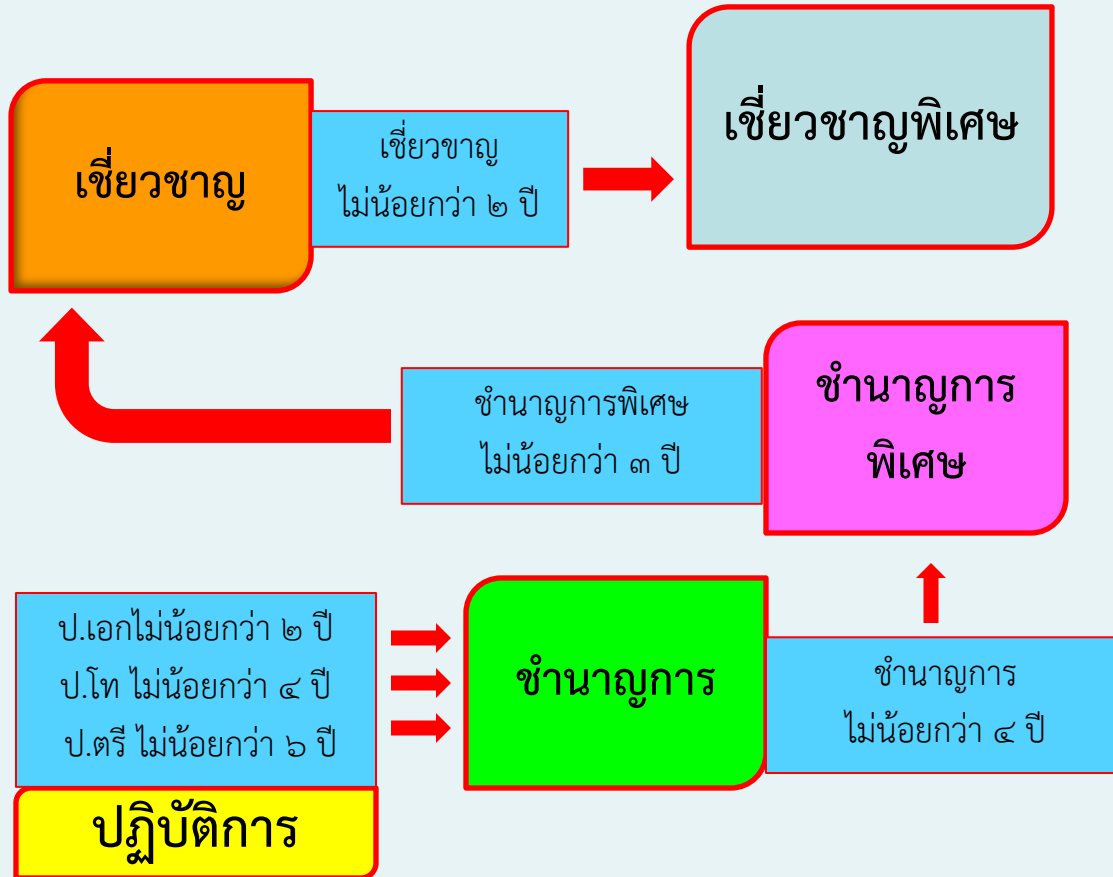 เชี่ยวชาญ
เชี่ยวขาญ
ไม่น้อยกว่า ๒ ปี
เชี่ยวชาญพิเศษ
ชำนาญการพิเศษ
ไม่น้อยกว่า ๓ ปี
ชำนาญการ
พิเศษ
ป.เอกไม่น้อยกว่า ๒ ปี
ป.โท ไม่น้อยกว่า ๔ ปี
ป.ตรี ไม่น้อยกว่า ๖ ปี
ปฏิบัติการ
ชำนาญการ
ชำนาญการ
ไม่น้อยกว่า ๔ ปี